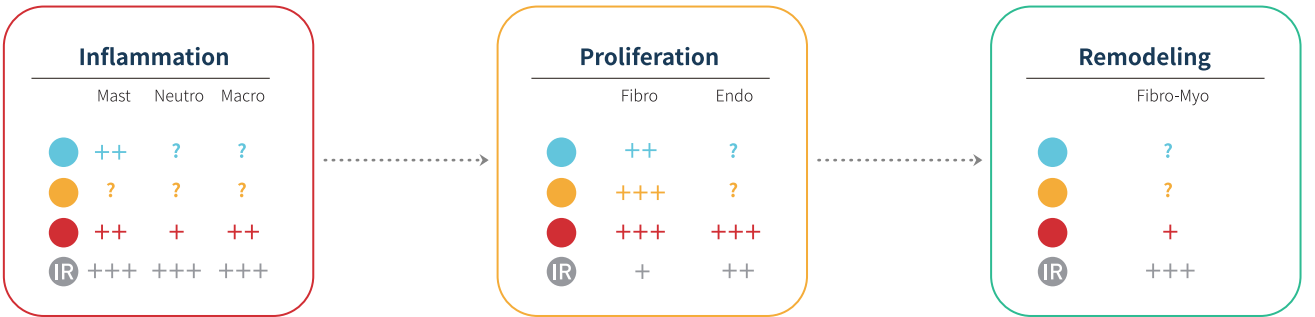 Inflammation
Mast Neutro Macro
++ ? ?
? ? ?
++ + ++
IR +++ +++ +++
Proliferation
Fibro Endo
++ ?
+++ ?
+++ +++
IR + ++
Remodeling
Fibro-Myo
?
?
+
IR +++